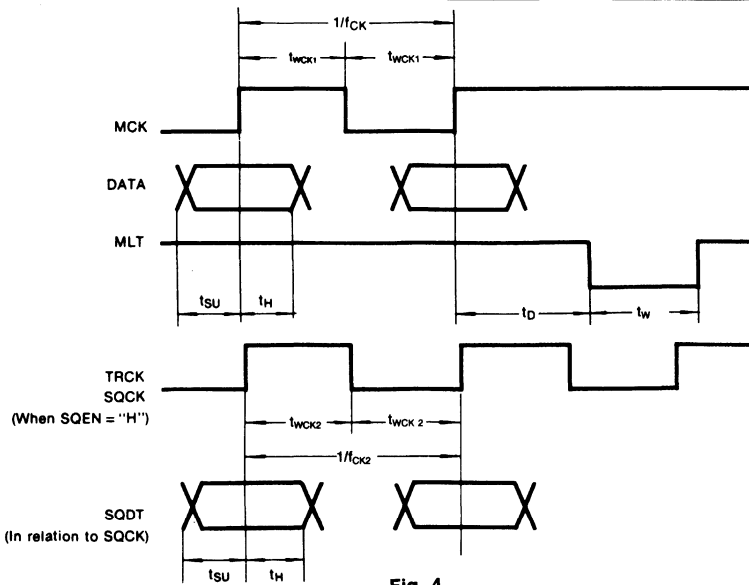 1/fCK
tWCK1 tWCK1
MCK
DATA
MLT
tSU tH
tD tW
TRCK
SQCK
(When SQEN = "H")
tWCK2 tWCK 2
1/fCK2
SQDT
(In relation to SQCK)
tSU tH
Fig. 4